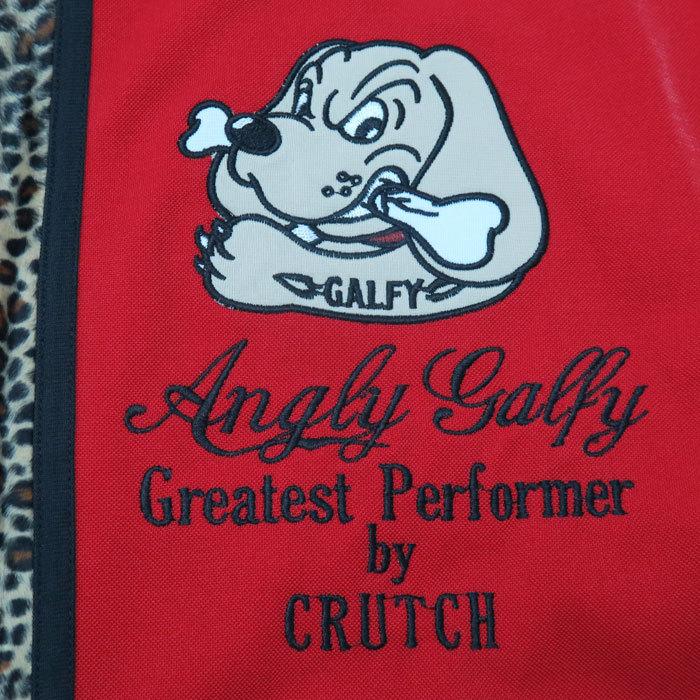 GALFY
Angly Galfy
Greatest Performer
by
CRUTCH